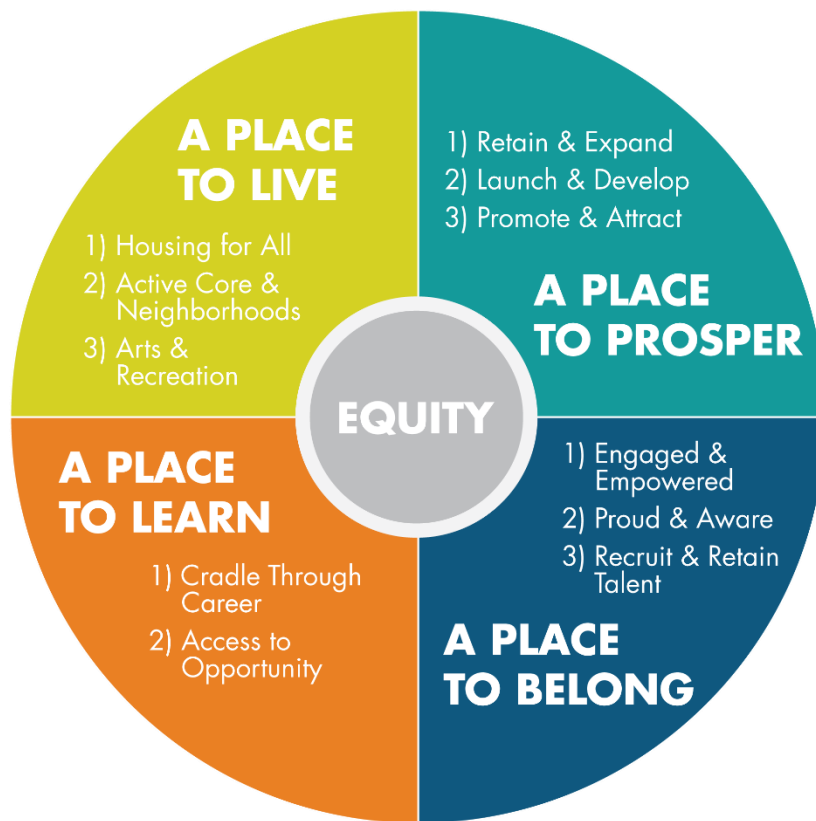 A PLACE
TO LIVE
1) Housing for All
2) Active Core &
Neighborhoods
3) Arts &
Recreation
1) Retain & Expand
2) Launch & Develop
3) Promote & Attract
A PLACE
TO PROSPER
EQUITY
A PLACE
TO LEARN
1) Cradle Through
Career
2) Access to
Opportunity
1) Engaged &
Empowered
2) Proud & Aware
3) Recruit & Retain
Talent
A PLACE
TO BELONG